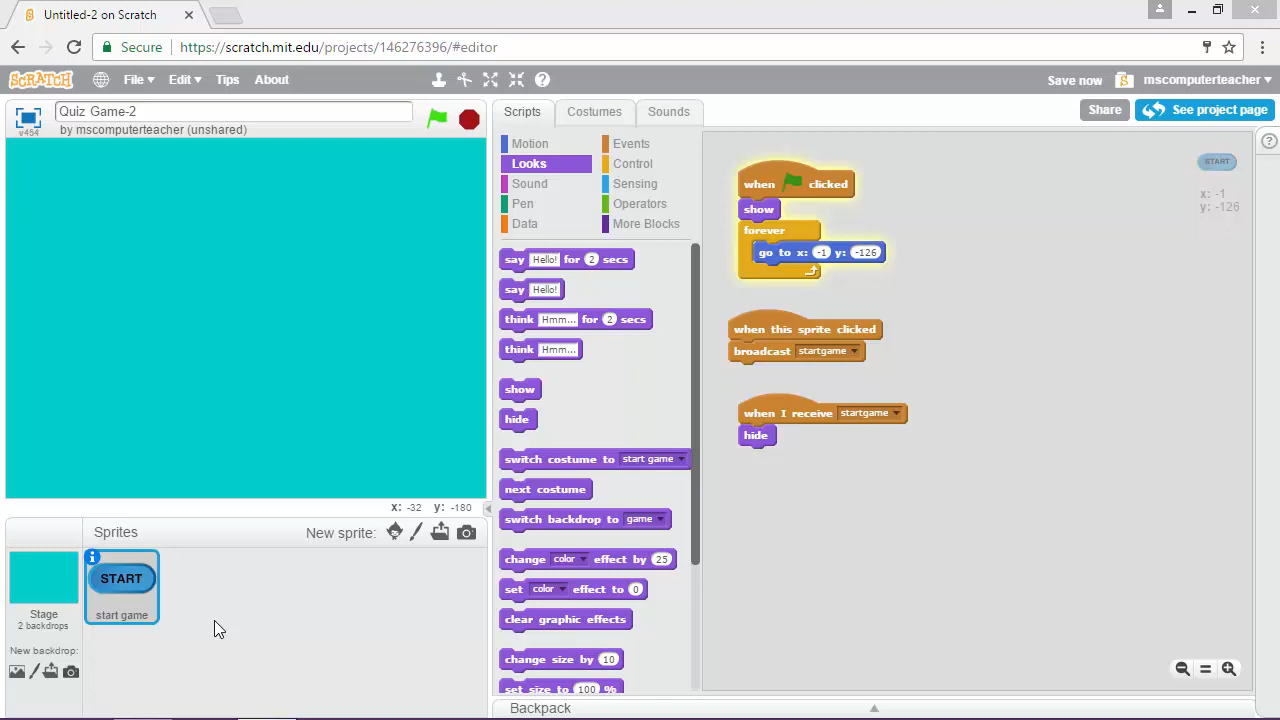 Untitled-2 on Scratch
Secure https://scratch.mit.edu/projects/146276396/#editor
SCRATCH File Edit Tips About Save now mscomputerteacher
Share See project page
v454
Quiz Game-2
by mscomputerteacher (unshared)
Scripts Costumes Sounds
Motion Events
Looks Control
Sound Sensing
Pen Operators
Data More Blocks
say Hello! for 2 secs
say Hello!
think Hmm... for 2 secs
think Hmm...
show
hide
switch costume to start game
next costume
switch backdrop to game
change color effect by 25
set color effect to 0
clear graphic effects
change size by 10
set size to 100 %
when clicked
show
forever
go to x: -1 y: -126
when this sprite clicked
broadcast startgame
when I receive startgame
hide
START
x: -1
y: -126
x: -32 y: -180
Sprites New sprite:
START
start game
Stage
2 backdrops
New backdrop:
Backpack